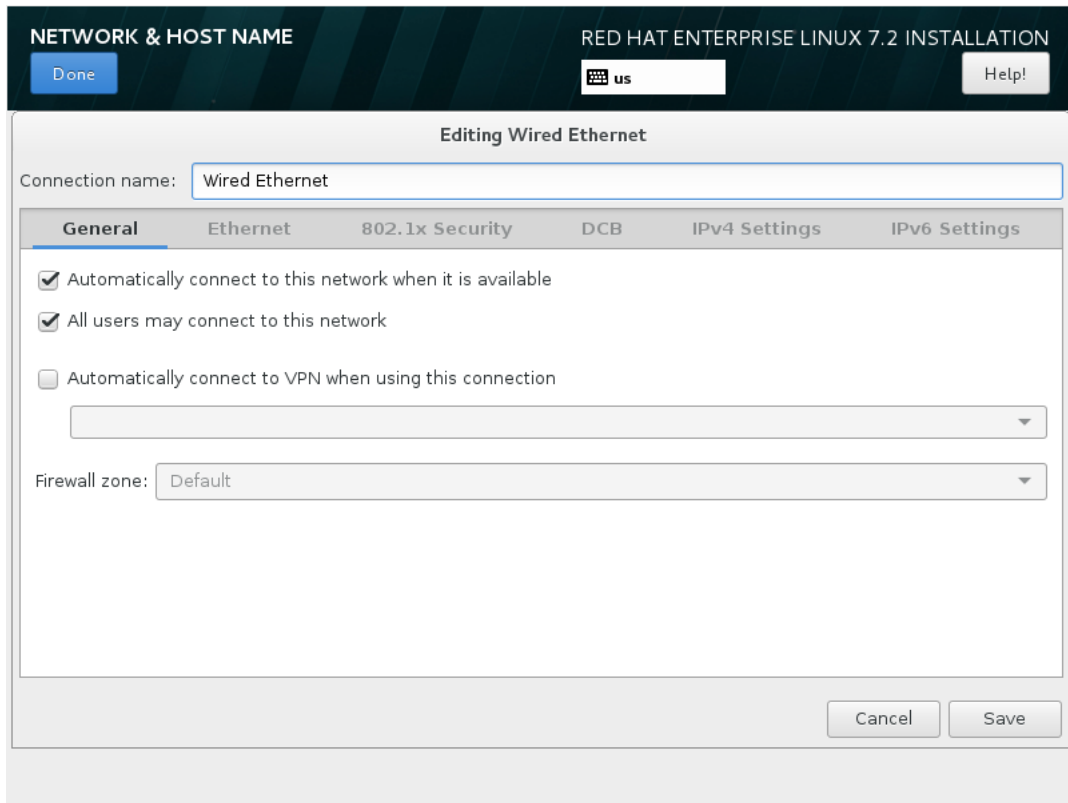 NETWORK & HOST NAME
RED HAT ENTERPRISE LINUX 7.2 INSTALLATION
Done
us
Help!
Editing Wired Ethernet
Connection name: Wired Ethernet
General Ethernet 802.1x Security DCB IPv4 Settings IPv6 Settings
Automatically connect to this network when it is available
All users may connect to this network
Automatically connect to VPN when using this connection
Firewall zone: Default
Cancel Save